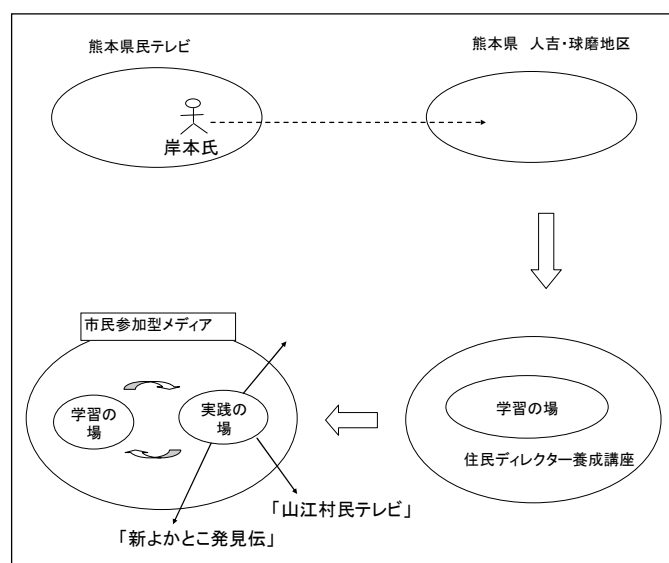 熊本県民テレビ
熊本県 人吉・球磨地区
岸本氏
市民参加型メディア
学習の
場
実践の
場
学習の場
住民ディレクター養成講座
「山江村民テレビ」
「新よかとこ発見伝」